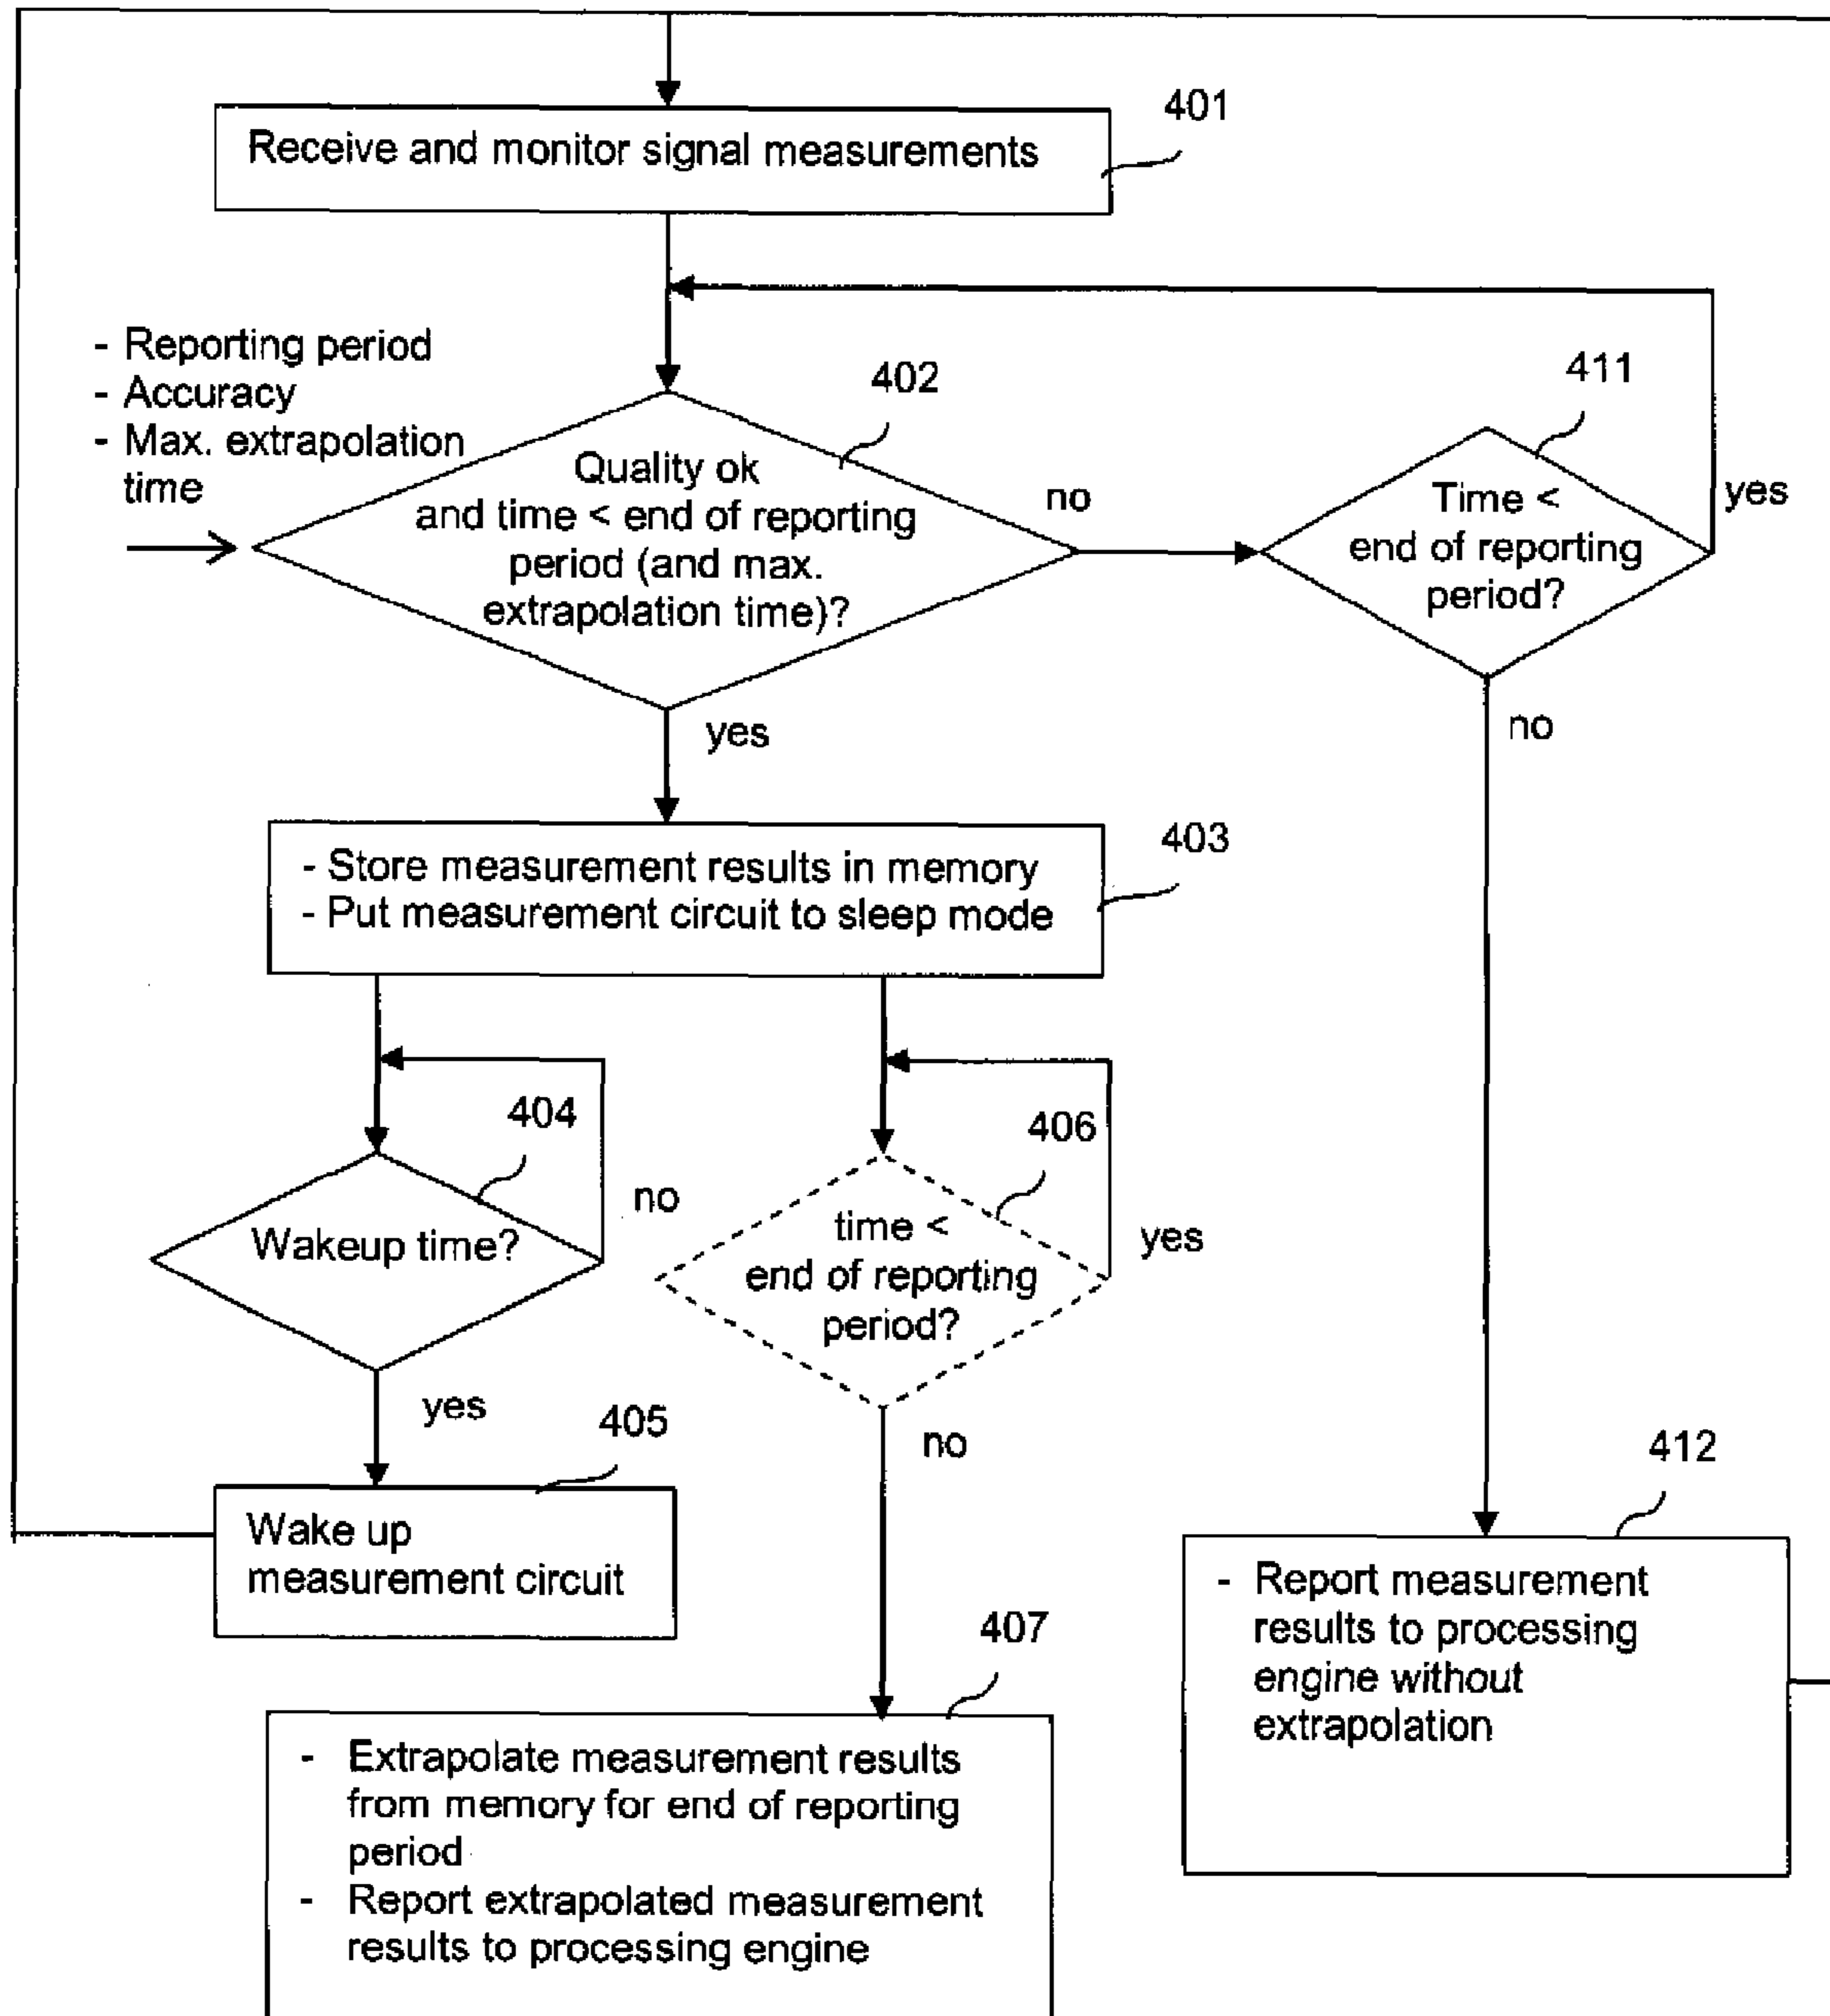 401
Receive and monitor signal measurements
- Reporting period
- Accuracy
- Max. extrapolation
time
402
Quality ok
and time < end of reporting
period (and max.
extrapolation time)?
no
yes
411
Time <
end of reporting
period?
yes
no
403
- Store measurement results in memory
- Put measurement circuit to sleep mode
404
Wakeup time?
no
yes
406
time <
end of reporting
period?
yes
no
405
Wake up
measurement circuit
412
- Report measurement
results to processing
engine without
extrapolation
407
- Extrapolate measurement results
from memory for end of reporting
period
- Report extrapolated measurement
results to processing engine